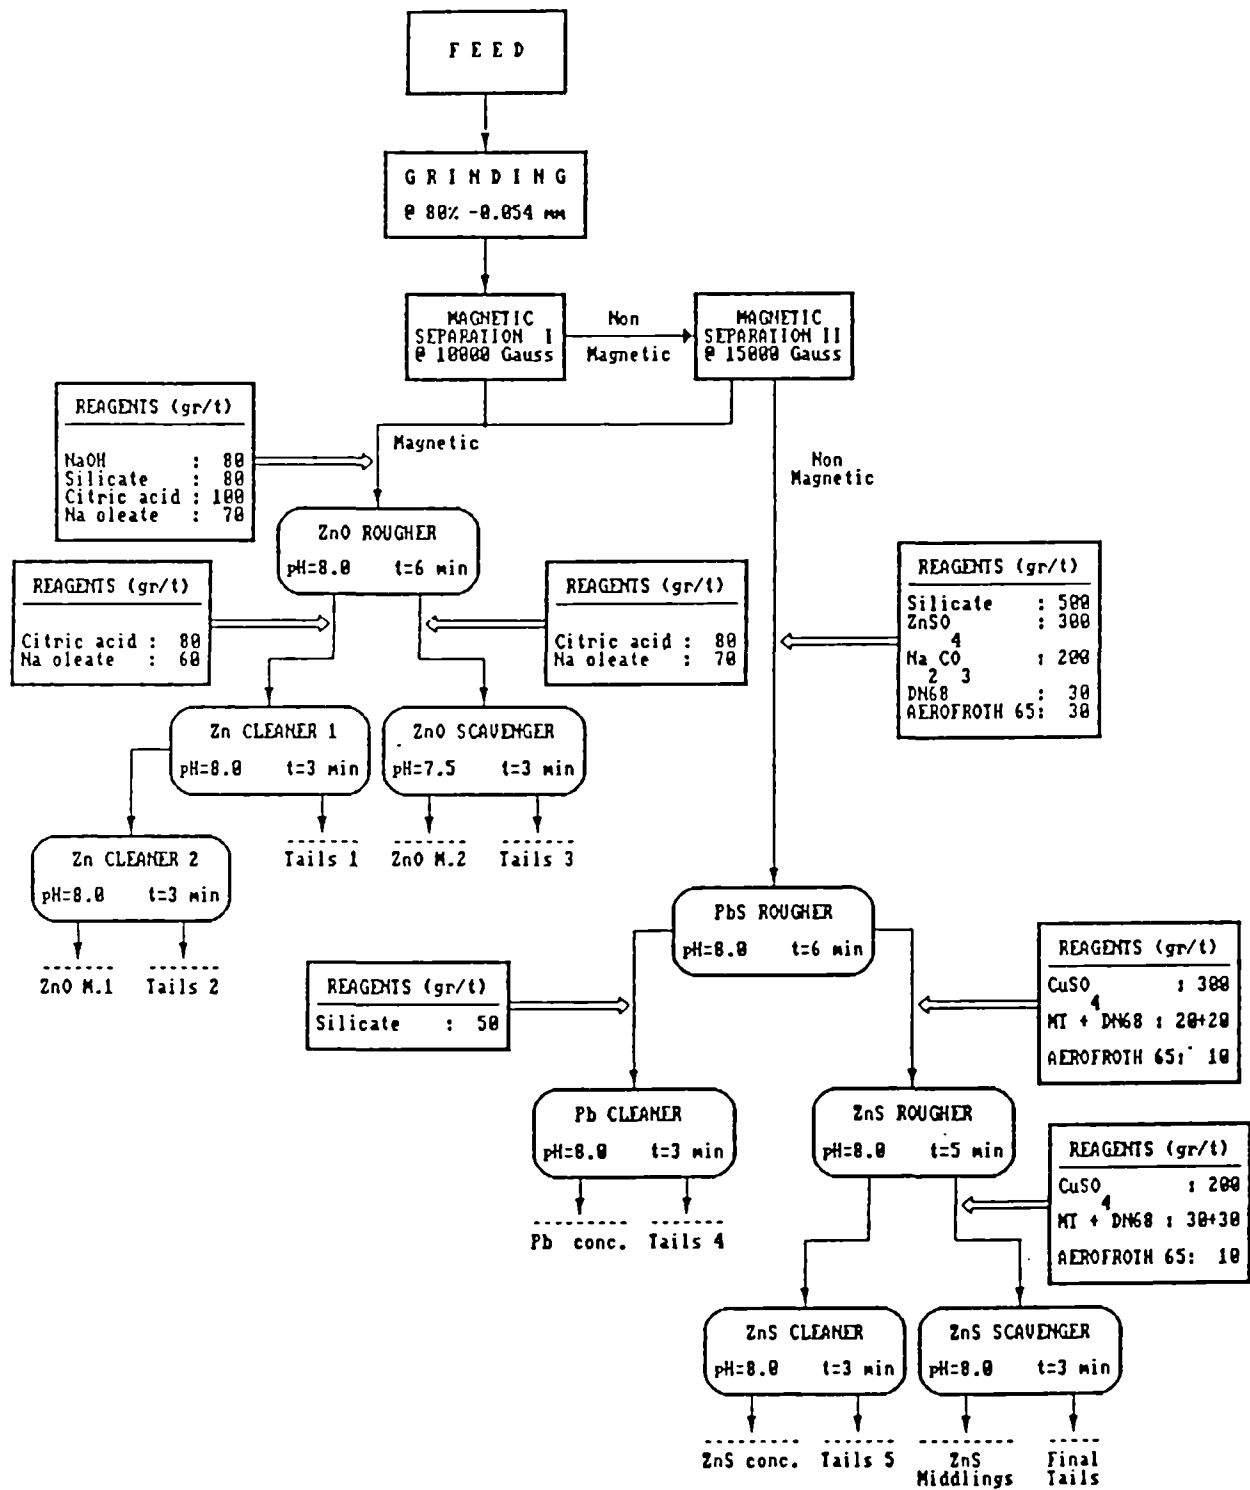 F E E D
G R I N D I N G
@ 80% -0.054 mm
MAGNETIC
SEPARATION I
@ 10000 Gauss
Non
Magnetic
MAGNETIC
SEPARATION II
@ 15000 Gauss
REAGENTS (gr/t)
NaOH : 80
Silicate : 80
Citric acid : 100
Na oleate : 70
Magnetic
Non
Magnetic
ZnO ROUGHER
pH=8.0 t=6 min
REAGENTS (gr/t)
Citric acid : 80
Na oleate : 60
REAGENTS (gr/t)
Citric acid : 80
Na oleate : 70
REAGENTS (gr/t)
Silicate : 500
ZnSO4 : 300
Na2CO3 : 200
DN68 : 30
AEROFROTH 65: 30
Zn CLEANER 1
pH=8.0 t=3 min
ZnO SCAVENGER
pH=7.5 t=3 min
Tails 1
ZnO M.2
Tails 3
Zn CLEANER 2
pH=8.0 t=3 min
ZnO M.1
Tails 2
PbS ROUGHER
pH=8.0 t=6 min
REAGENTS (gr/t)
Silicate : 50
REAGENTS (gr/t)
CuSO4 : 300
MT + DN68 : 20+20
AEROFROTH 65: 10
Pb CLEANER
pH=8.0 t=3 min
ZnS ROUGHER
pH=8.0 t=5 min
REAGENTS (gr/t)
CuSO4 : 200
MT + DN68 : 30+30
AEROFROTH 65: 10
Pb conc.
Tails 4
ZnS CLEANER
pH=8.0 t=3 min
ZnS SCAVENGER
pH=8.0 t=3 min
ZnS conc.
Tails 5
ZnS
Middlings
Final
Tails